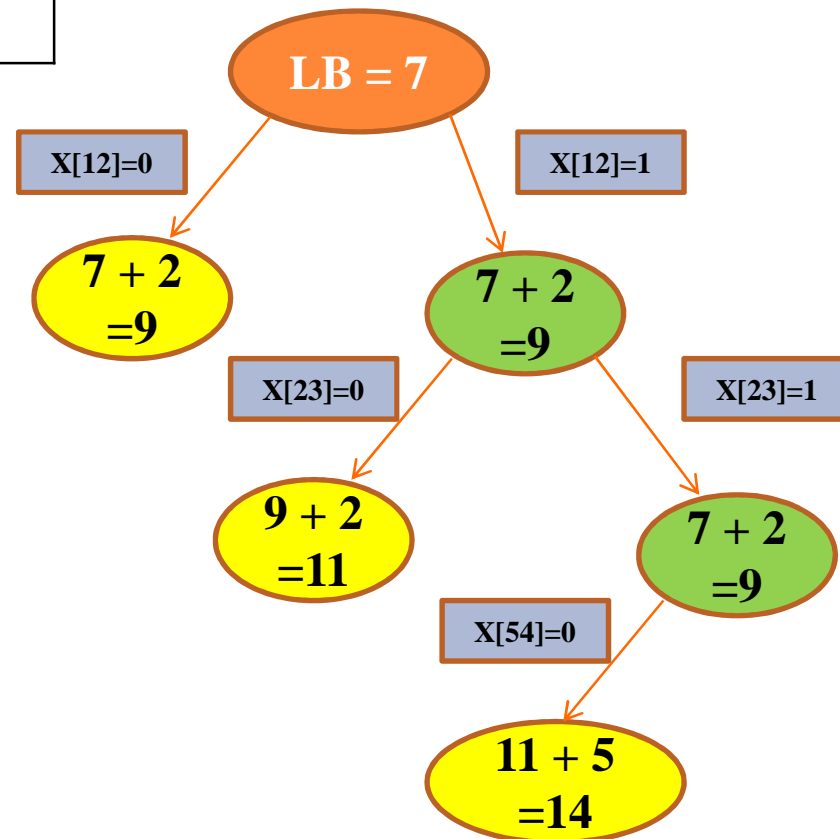 LB = 7
X[12]=0
X[12]=1
7 + 2
=9
7 + 2
=9
X[23]=0
X[23]=1
9 + 2
=11
7 + 2
=9
X[54]=0
11 + 5
=14